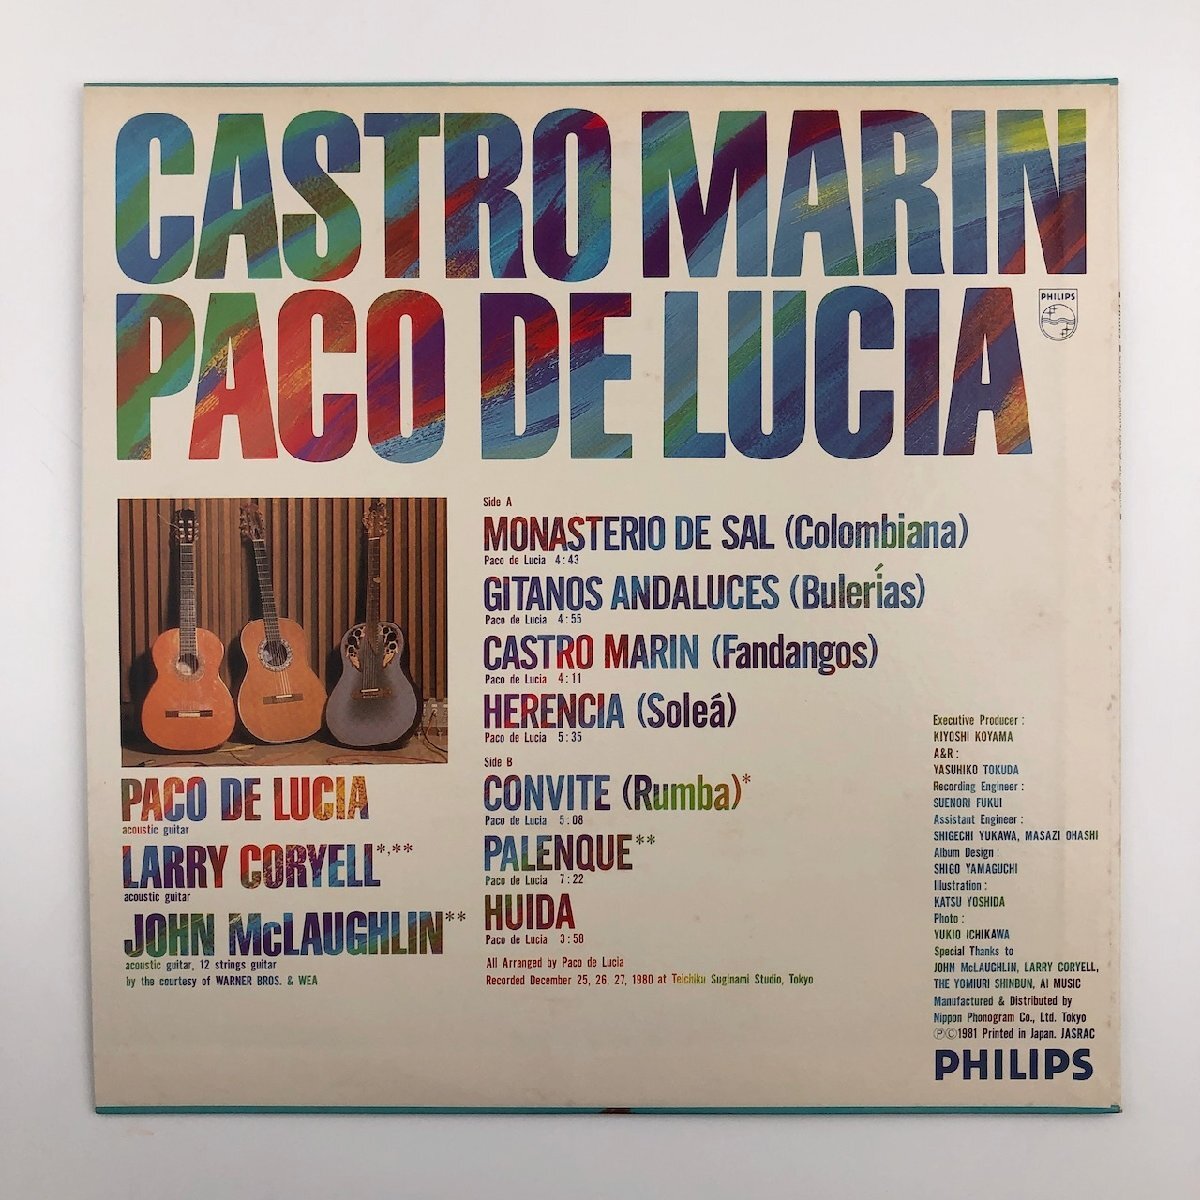 CASTRO MARIN
PACO DE LUCIA
PHILIPS
Side A
MONASTERIO DE SAL (Colombiana)
Paco de Lucia 4:43
GITANOS ANDALUCES (Bulerías)
Paco de Lucia 4:55
CASTRO MARIN (Fandangos)
Paco de Lucia 4:11
HERENCIA (Soleá)
Paco de Lucia 5:35
Side B
CONVITE (Rumba)*
Paco de Lucia 5:08
PALENQUE**
Paco de Lucia 7:22
HUIDA
Paco de Lucia 3:58
All Arranged by Paco de Lucia
Recorded December 25, 26, 27, 1980 at Teichiku Suginami Studio, Tokyo
PACO DE LUCIA
acoustic guitar
LARRY CORYELL*,**
acoustic guitar
JOHN McLAUGHLIN**
acoustic guitar, 12 strings guitar
by the courtesy of WARNER BROS. & WEA
Executive Producer:
KIYOSHI KOYAMA
A&R:
YASUHIKO TOKUDA
Recording Engineer:
SUENORI FUKUI
Assistant Engineer:
SHIGECHI YUKAWA, MASAZI OHASHI
Album Design
SHIGO YAMAGUCHI
Illustration:
KATSU YOSHIDA
Photo:
YUKIO ICHIKAWA
Special Thanks to
JOHN McLAUGHLIN, LARRY CORYELL,
THE YOMIURI SHINBUN, AI MUSIC
Manufactured & Distributed by
Nippon Phonogram Co., Ltd. Tokyo
Ⓟ©1981 Printed in Japan. JASRAC
PHILIPS